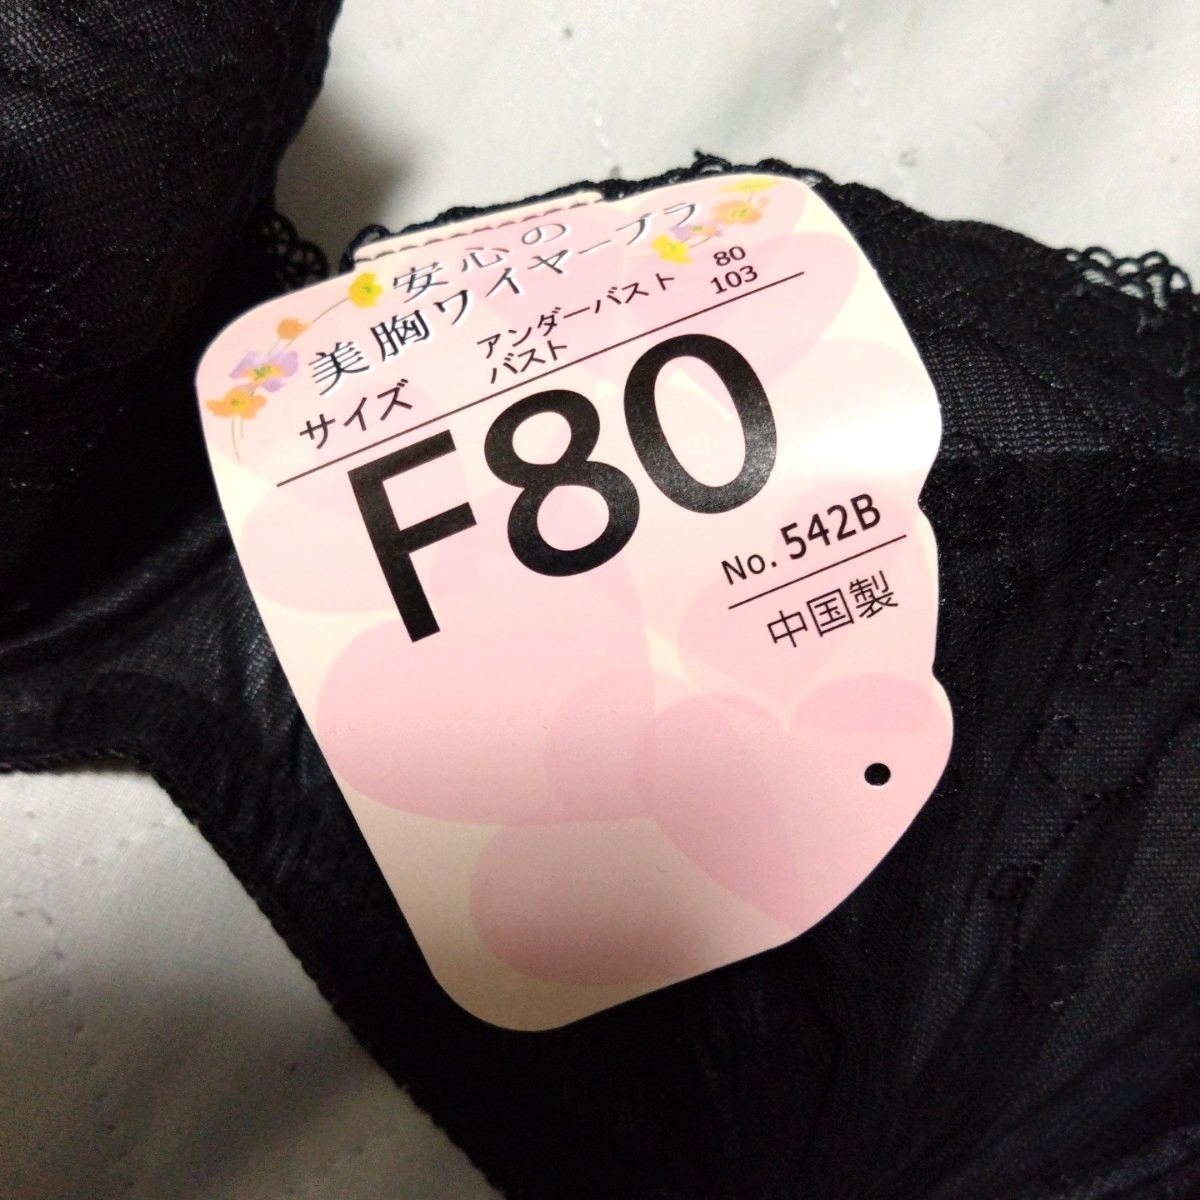 安心の
美胸ワイヤーブラ
サイズ アンダーバスト 80
バスト 103
F80
No. 542B
中国製